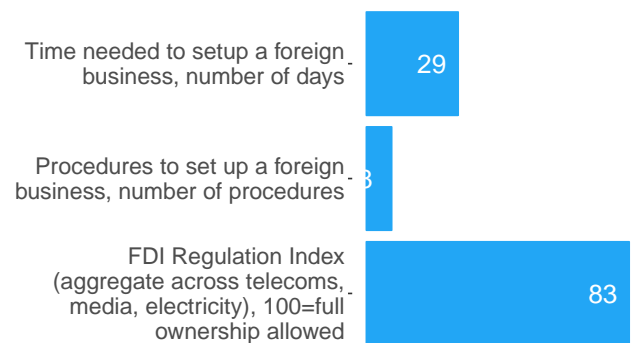 Time needed to setup a foreign
business, number of days
29
Procedures to set up a foreign
business, number of procedures
8
FDI Regulation Index
(aggregate across telecoms,
media, electricity), 100=full
ownership allowed
83